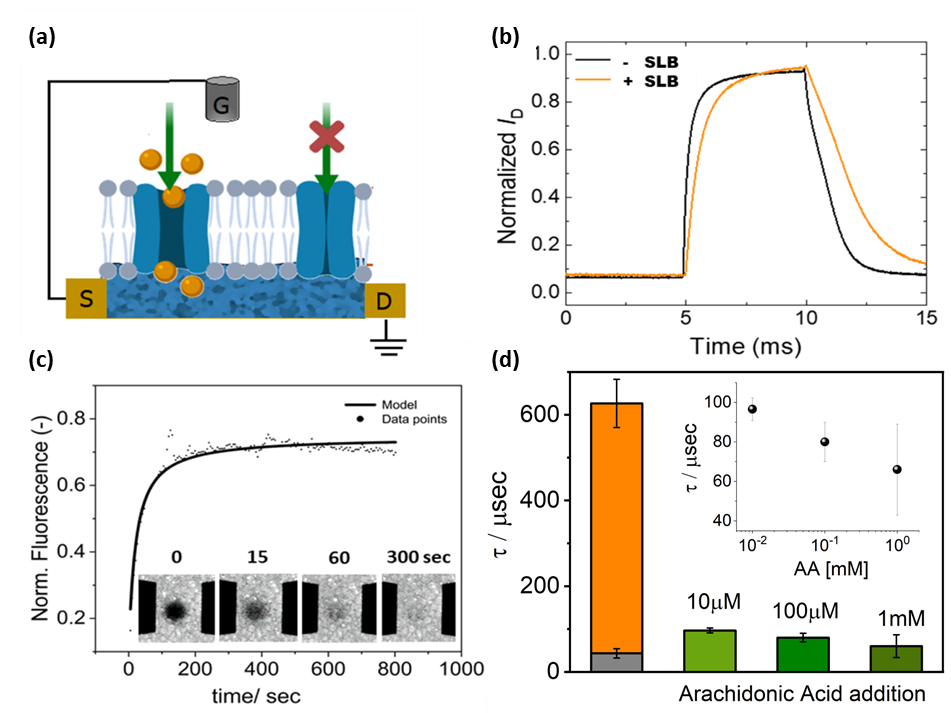 (a)
G
S
D
(b)
Normalized I_D
1.0
0.8
0.6
0.4
0.2
0.0
- SLB
+ SLB
0 5 10 15
Time (ms)
(c)
Norm. Fluorescence (-)
0.8
0.6
0.4
0.2
Model
Data points
0 15 60 300 sec
0 200 400 600 800 1000
time/ sec
(d)
τ / μsec
600
400
200
0
10μM
100μM
1mM
Arachidonic Acid addition
τ / μsec
100
80
60
40
10⁻² 10⁻¹ 10⁰
AA [mM]